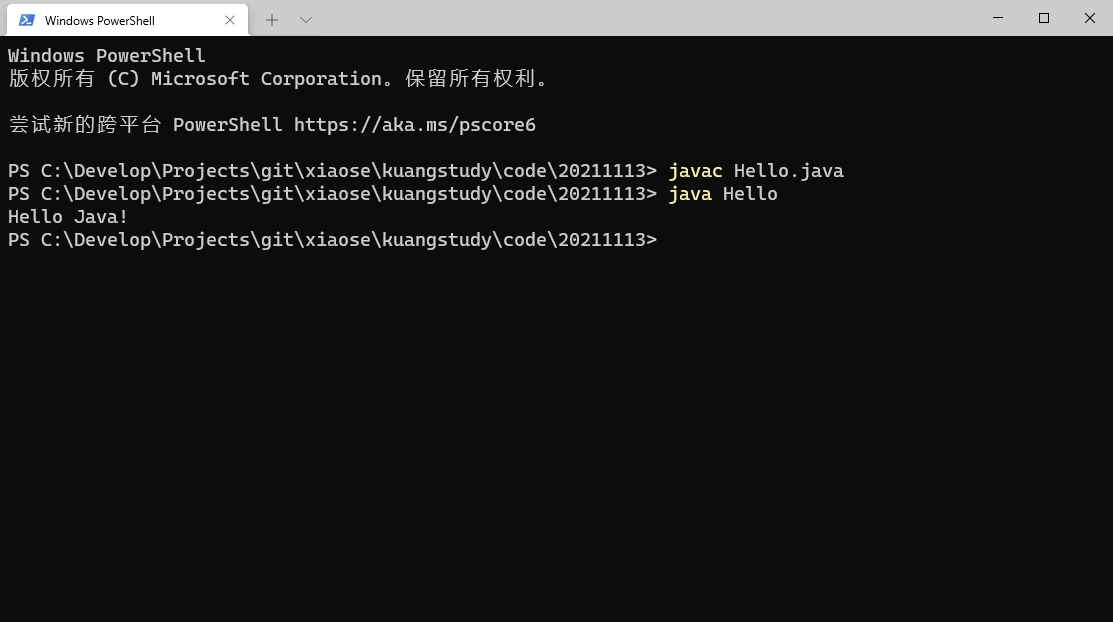 Windows PowerShell
Windows PowerShell
版权所有 (C) Microsoft Corporation。保留所有权利。
尝试新的跨平台 PowerShell https://aka.ms/pscore6
PS C:\Develop\Projects\git\xiaose\kuangstudy\code\20211113> javac Hello.java
PS C:\Develop\Projects\git\xiaose\kuangstudy\code\20211113> java Hello
Hello Java!
PS C:\Develop\Projects\git\xiaose\kuangstudy\code\20211113>